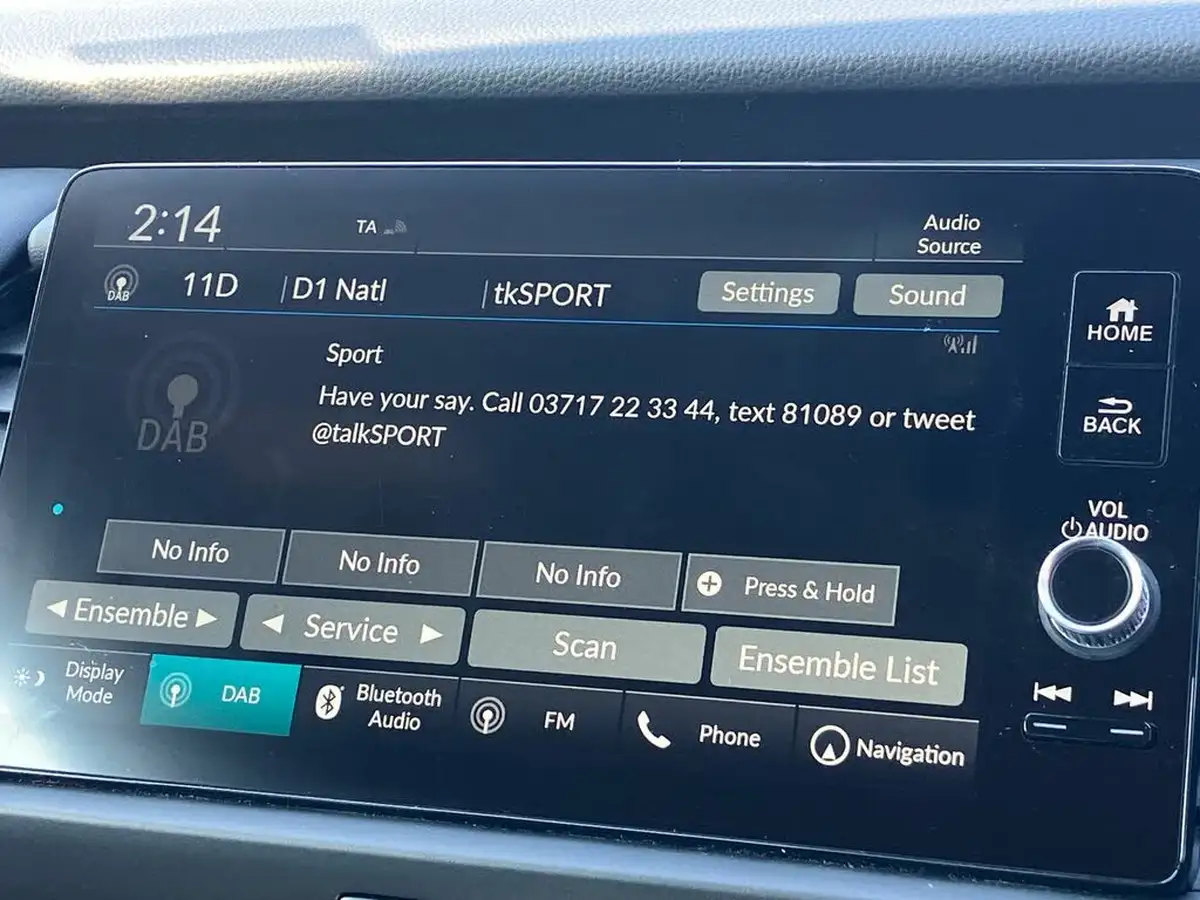 2:14
TA
Audio
Source
DAB
11D
D1 Natl
tkSPORT
Settings
Sound
HOME
Sport
Have your say. Call 03717 22 33 44, text 81089 or tweet
@talkSPORT
DAB
BACK
VOL
AUDIO
No Info
No Info
No Info
Press & Hold
Ensemble
Service
Scan
Ensemble List
Display
Mode
DAB
Bluetooth
Audio
FM
Phone
Navigation